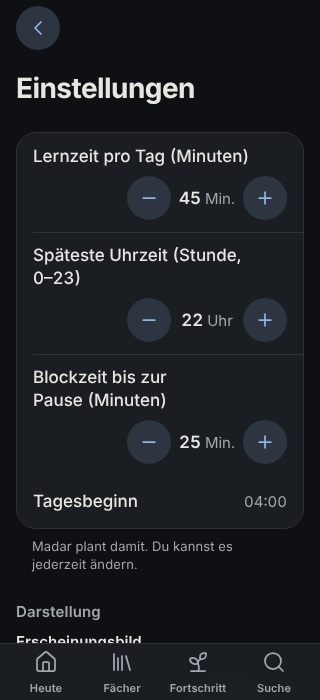 Einstellungen
Lernzeit pro Tag (Minuten)
45 Min.
Späteste Uhrzeit (Stunde,
0–23)
22 Uhr
Blockzeit bis zur
Pause (Minuten)
25 Min.
Tagesbeginn 04:00
Madar plant damit. Du kannst es
jederzeit ändern.
Darstellung
Erscheinungsbild
Heute Fächer Fortschritt Suche